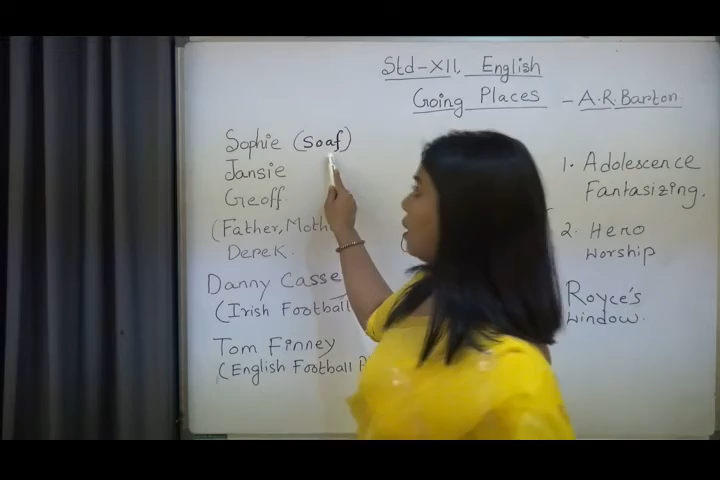 Std-XII, English
Going Places - A.R. Barton
Sophie (soaf)
Jansie
Geoff
(Father, Moth
Derek.
Danny Casse
(Irish Football
Tom Finney
(English Football P
1. Adolescence
Fantasizing.
2. Hero
worship
Royce's
window.